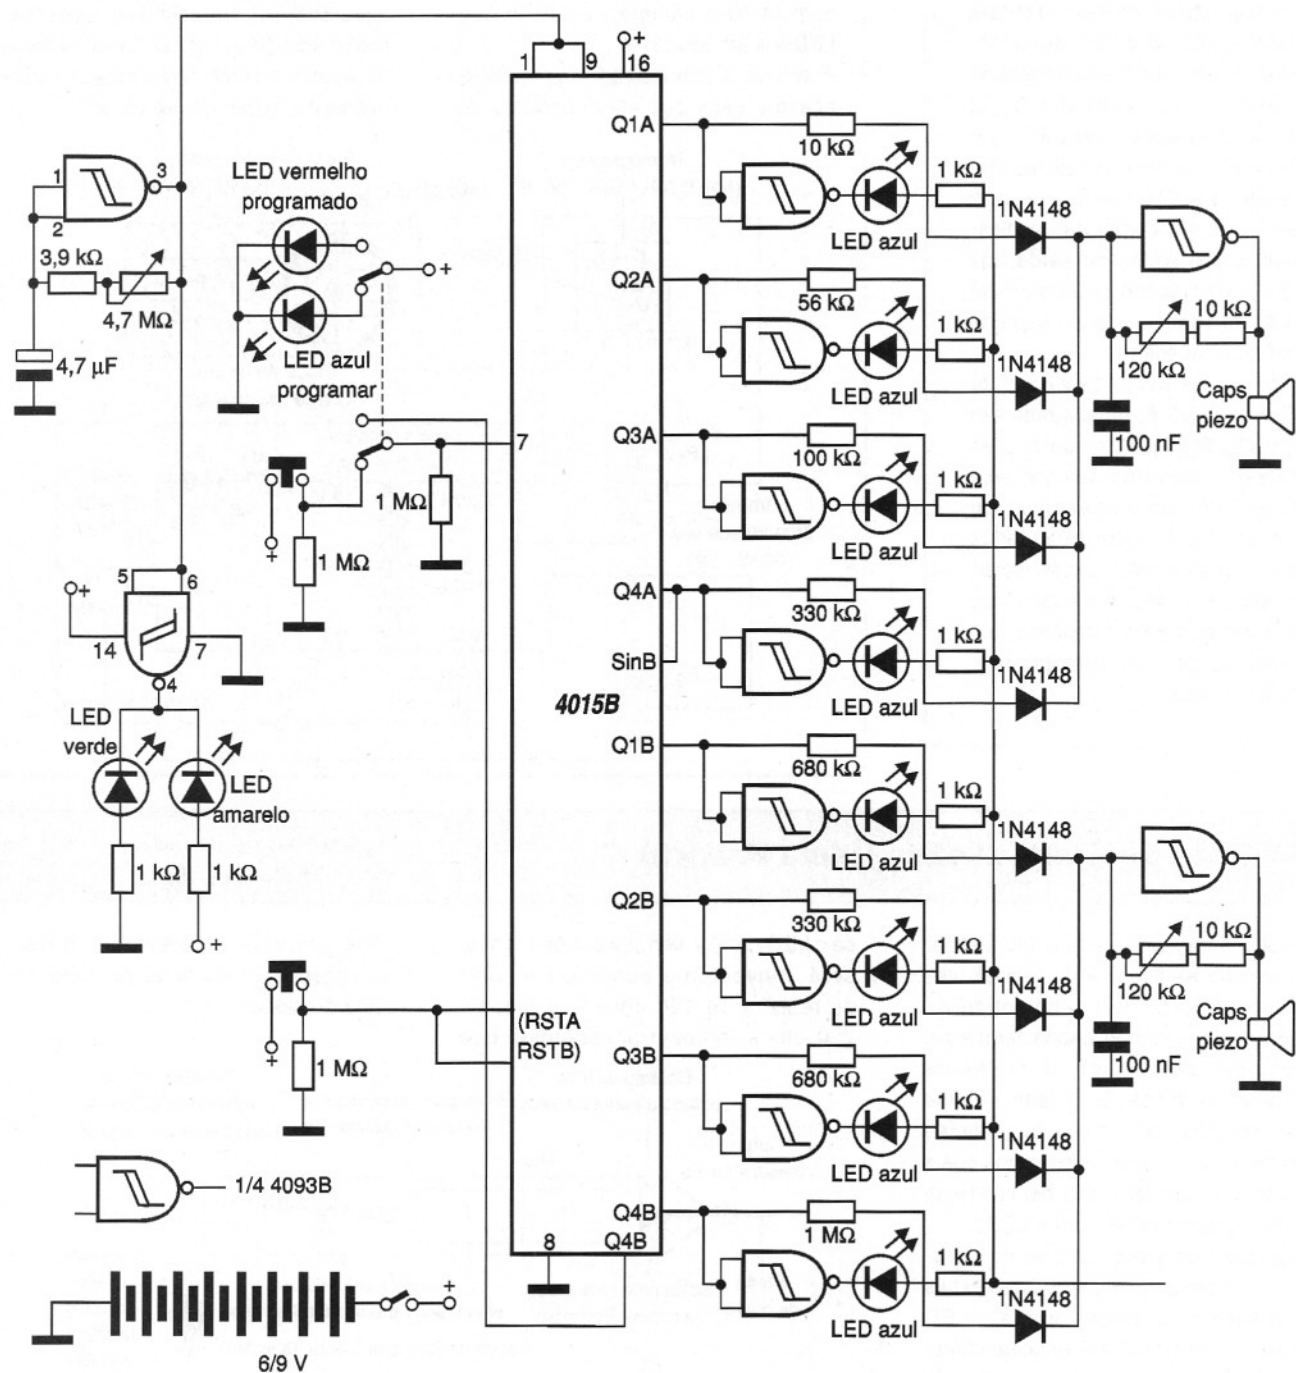 1
9
+
16
Q1A
10 kΩ
1 kΩ
1N4148
LED azul
1
2
3
LED vermelho
programado
3,9 kΩ
4,7 MΩ
4,7 µF
+
LED azul
programar
Q2A
56 kΩ
1 kΩ
1N4148
LED azul
10 kΩ
120 kΩ
100 nF
Caps
piezo
7
1 MΩ
+
1 MΩ
Q3A
100 kΩ
1 kΩ
1N4148
LED azul
5
6
+
14
7
4
Q4A
330 kΩ
SinB
1 kΩ
1N4148
LED azul
4015B
LED
verde
LED
amarelo
1 kΩ
1 kΩ
+
Q1B
680 kΩ
1 kΩ
1N4148
LED azul
Q2B
330 kΩ
1 kΩ
1N4148
LED azul
10 kΩ
120 kΩ
100 nF
Caps
piezo
(RSTA
RSTB)
+
1 MΩ
Q3B
680 kΩ
1 kΩ
1N4148
LED azul
1/4 4093B
Q4B
1 MΩ
1 kΩ
1N4148
LED azul
8
Q4B
+
6/9 V